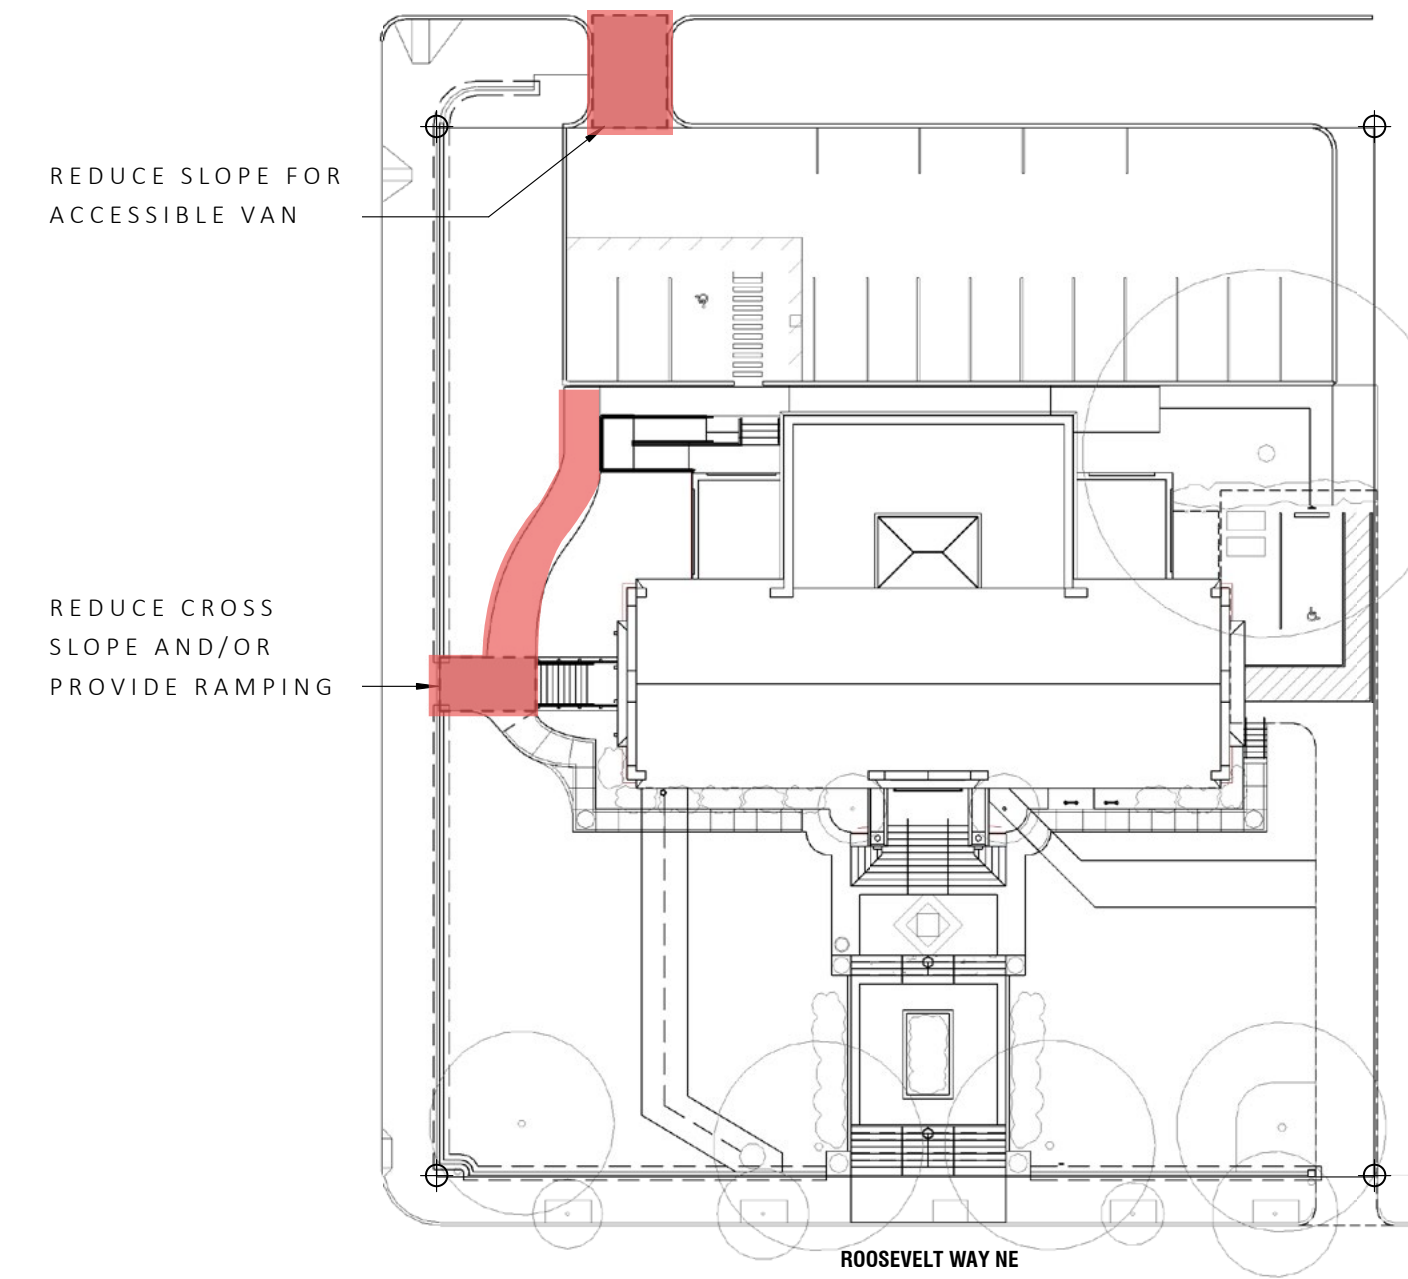 REDUCE SLOPE FOR
ACCESSIBLE VAN
REDUCE CROSS
SLOPE AND/OR
PROVIDE RAMPING
ROOSEVELT WAY NE